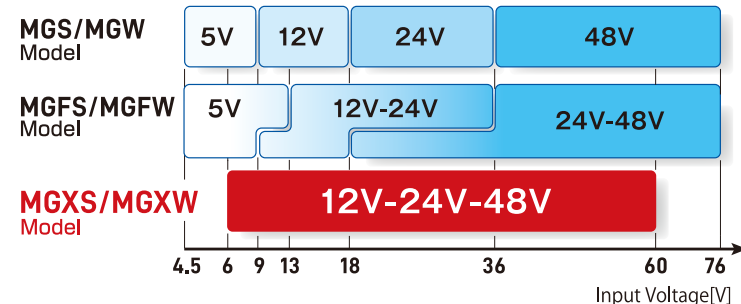 MGS/MGW
Model
5V 12V 24V 48V
MGFS/MGFW
Model
5V 12V-24V 24V-48V
MGXS/MGXW
Model
12V-24V-48V
4.5 6 9 13 18 36 60 76
Input Voltage[V]